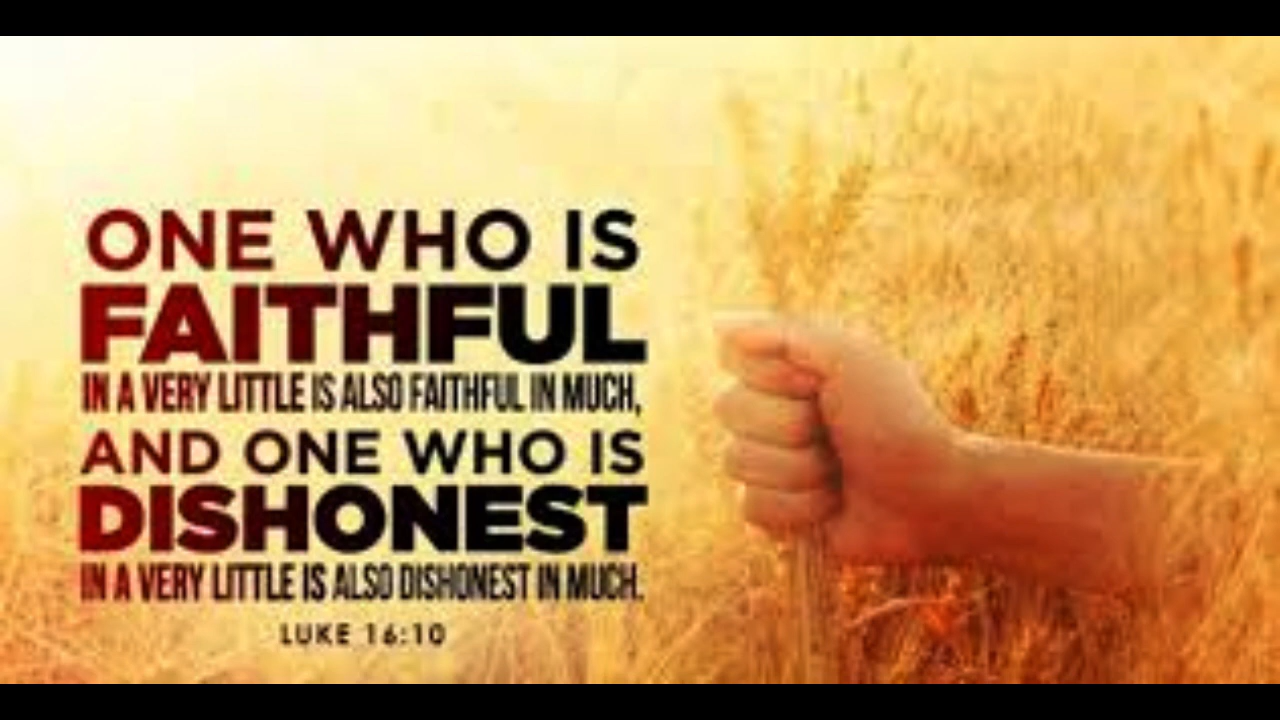 ONE WHO IS
FAITHFUL
IN A VERY LITTLE IS ALSO FAITHFUL IN MUCH,
AND ONE WHO IS
DISHONEST
IN A VERY LITTLE IS ALSO DISHONEST IN MUCH.
LUKE 16:10